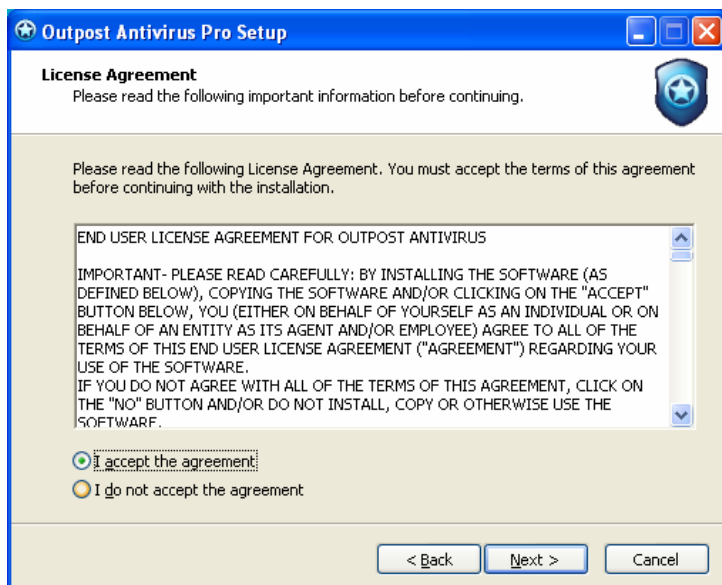 Outpost Antivirus Pro Setup
License Agreement
Please read the following important information before continuing.
Please read the following License Agreement. You must accept the terms of this agreement
before continuing with the installation.
END USER LICENSE AGREEMENT FOR OUTPOST ANTIVIRUS
IMPORTANT- PLEASE READ CAREFULLY: BY INSTALLING THE SOFTWARE (AS
DEFINED BELOW), COPYING THE SOFTWARE AND/OR CLICKING ON THE "ACCEPT"
BUTTON BELOW, YOU (EITHER ON BEHALF OF YOURSELF AS AN INDIVIDUAL OR ON
BEHALF OF AN ENTITY AS ITS AGENT AND/OR EMPLOYEE) AGREE TO ALL OF THE
TERMS OF THIS END USER LICENSE AGREEMENT ("AGREEMENT") REGARDING YOUR
USE OF THE SOFTWARE.
IF YOU DO NOT AGREE WITH ALL OF THE TERMS OF THIS AGREEMENT, CLICK ON
THE "NO" BUTTON AND/OR DO NOT INSTALL, COPY OR OTHERWISE USE THE
SOFTWARE.
I accept the agreement
I do not accept the agreement
< Back Next > Cancel